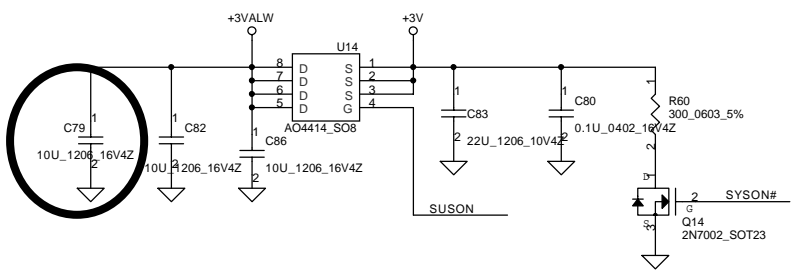 +3VALW
+3V
U14
8 D S 1
7 D S 2
6 D S 3
5 D G 4
AO4414_SO8
1
C79
2
10U_1206_16V4Z
1
C82
2
10U_1206_16V4Z
1
C86
2
10U_1206_16V4Z
1
C83
2
22U_1206_10V4Z
1
C80
2
0.1U_0402_16V4Z
1
R60
300_0603_5%
2
SUSON
D 1
2
G
S 3
SYSON#
Q14
2N7002_SOT23